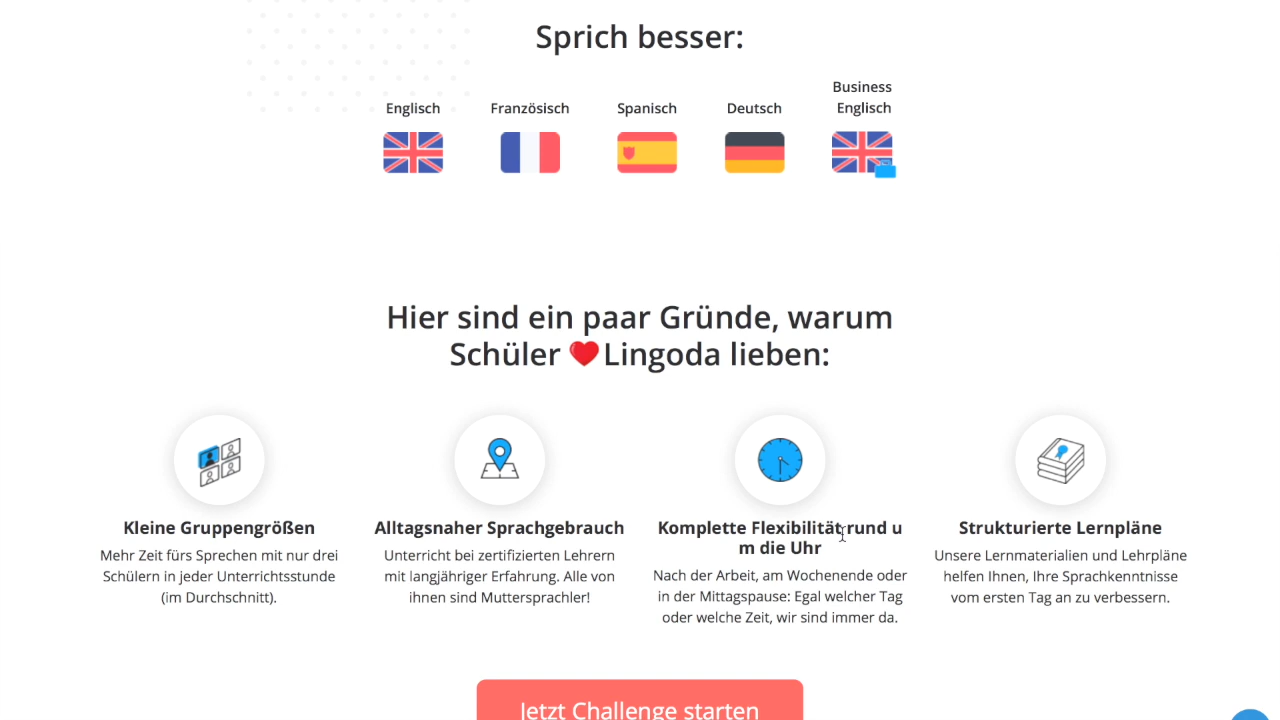 Sprich besser:
Englisch
Französisch
Spanisch
Deutsch
Business
Englisch
Hier sind ein paar Gründe, warum
Schüler ❤ Lingoda lieben:
Kleine Gruppengrößen
Mehr Zeit fürs Sprechen mit nur drei
Schülern in jeder Unterrichtsstunde
(im Durchschnitt).
Alltagsnaher Sprachgebrauch
Unterricht bei zertifizierten Lehrern
mit langjähriger Erfahrung. Alle von
ihnen sind Muttersprachler!
Komplette Flexibilität rund u
m die Uhr
Nach der Arbeit, am Wochenende oder
in der Mittagspause: Egal welcher Tag
oder welche Zeit, wir sind immer da.
Strukturierte Lernpläne
Unsere Lernmaterialien und Lehrpläne
helfen Ihnen, Ihre Sprachkenntnisse
vom ersten Tag an zu verbessern.
Jetzt Challenge starten